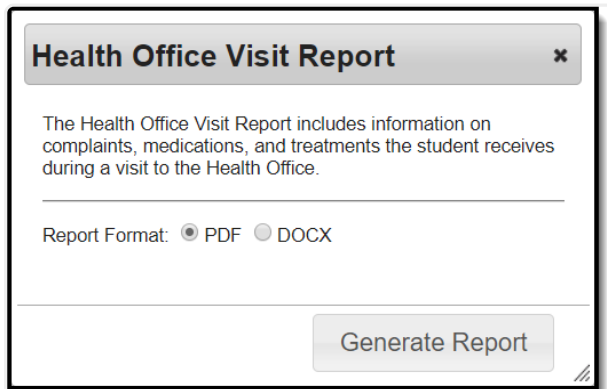 Health Office Visit Report
The Health Office Visit Report includes information on
complaints, medications, and treatments the student receives
during a visit to the Health Office.
Report Format: PDF DOCX
Generate Report